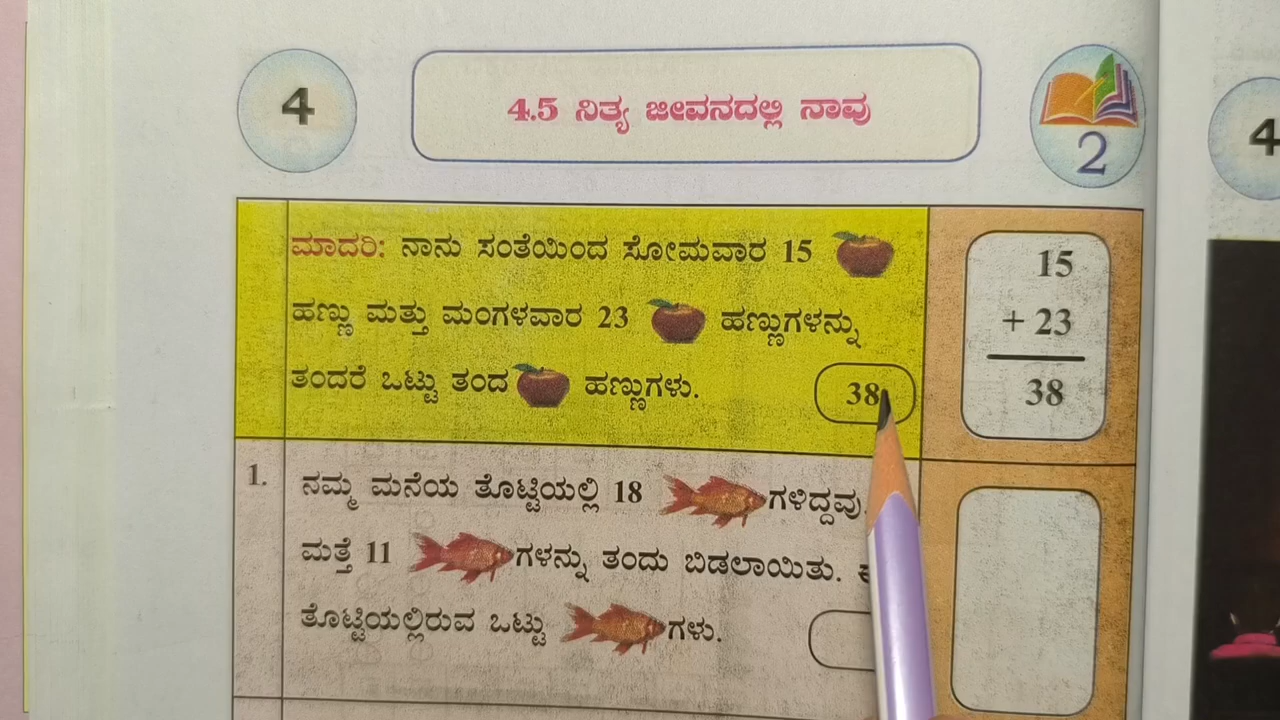 4
4.5 ನಿತ್ಯ ಜೀವನದಲ್ಲಿ ನಾವು
2
4
ಮಾದರಿ: ನಾನು ಸಂತೆಯಿಂದ ಸೋಮವಾರ 15
ಹಣ್ಣು ಮತ್ತು ಮಂಗಳವಾರ 23 ಹಣ್ಣುಗಳನ್ನು
ತಂದರೆ ಒಟ್ಟು ತಂದ ಹಣ್ಣುಗಳು. 38
15
+ 23
38
1. ನಮ್ಮ ಮನೆಯ ತೊಟ್ಟಿಯಲ್ಲಿ 18 ಗಳಿದ್ದವು.
ಮತ್ತೆ 11 ಗಳನ್ನು ತಂದು ಬಿಡಲಾಯಿತು.
ತೊಟ್ಟಿಯಲ್ಲಿರುವ ಒಟ್ಟು ಗಳು.